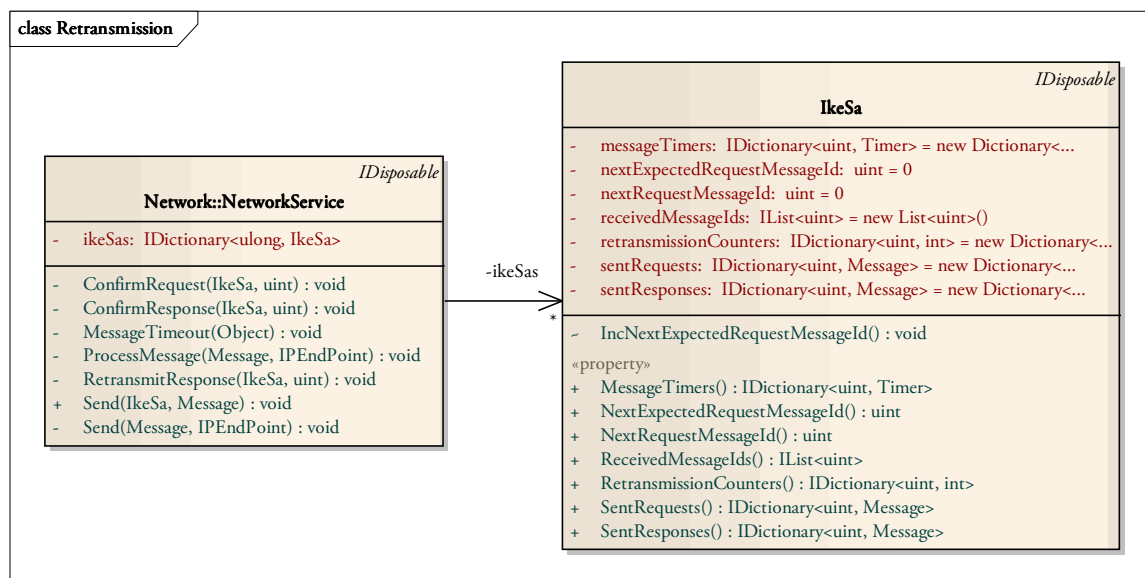 class Retransmission
IDisposable
Network::NetworkService
- ikeSas: IDictionary<ulong, IkeSa>
- ConfirmRequest(IkeSa, uint) : void
- ConfirmResponse(IkeSa, uint) : void
- MessageTimeout(Object) : void
- ProcessMessage(Message, IPEndPoint) : void
- RetransmitResponse(IkeSa, uint) : void
+ Send(IkeSa, Message) : void
- Send(Message, IPEndPoint) : void
-ikeSas
*
IDisposable
IkeSa
- messageTimers: IDictionary<uint, Timer> = new Dictionary<...
- nextExpectedRequestMessageId: uint = 0
- nextRequestMessageId: uint = 0
- receivedMessageIds: IList<uint> = new List<uint>()
- retransmissionCounters: IDictionary<uint, int> = new Dictionary<...
- sentRequests: IDictionary<uint, Message> = new Dictionary<...
- sentResponses: IDictionary<uint, Message> = new Dictionary<...
~ IncNextExpectedRequestMessageId() : void
«property»
+ MessageTimers() : IDictionary<uint, Timer>
+ NextExpectedRequestMessageId() : uint
+ NextRequestMessageId() : uint
+ ReceivedMessageIds() : IList<uint>
+ RetransmissionCounters() : IDictionary<uint, int>
+ SentRequests() : IDictionary<uint, Message>
+ SentResponses() : IDictionary<uint, Message>